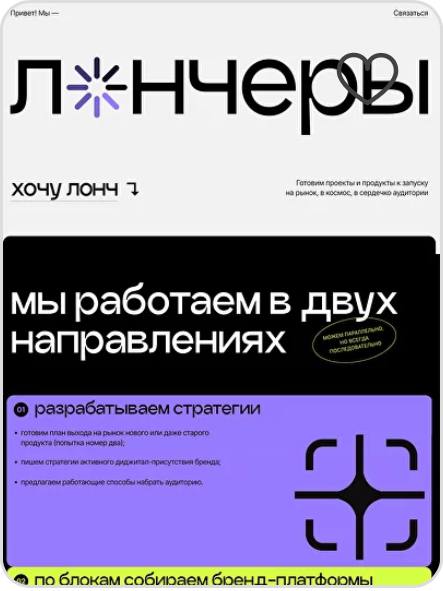 Привет! Мы —
Связаться
лончеры
хочу лонч
Готовим проекты и продукты к запуску
на рынок, в космос, в сердечко аудитории
мы работаем в двух
направлениях
МОЖЕМ ПАРАЛЛЕЛЬНО,
НО ВСЕГДА
ПОСЛЕДОВАТЕЛЬНО
01 разрабатываем стратегии
• готовим план выхода на рынок нового или даже старого
продукта (попытка номер два);
• пишем стратегии активного диджитал-присутствия бренда;
• предлагаем работающие способы набрать аудиторию.
02 по блокам собираем бренд-платформы